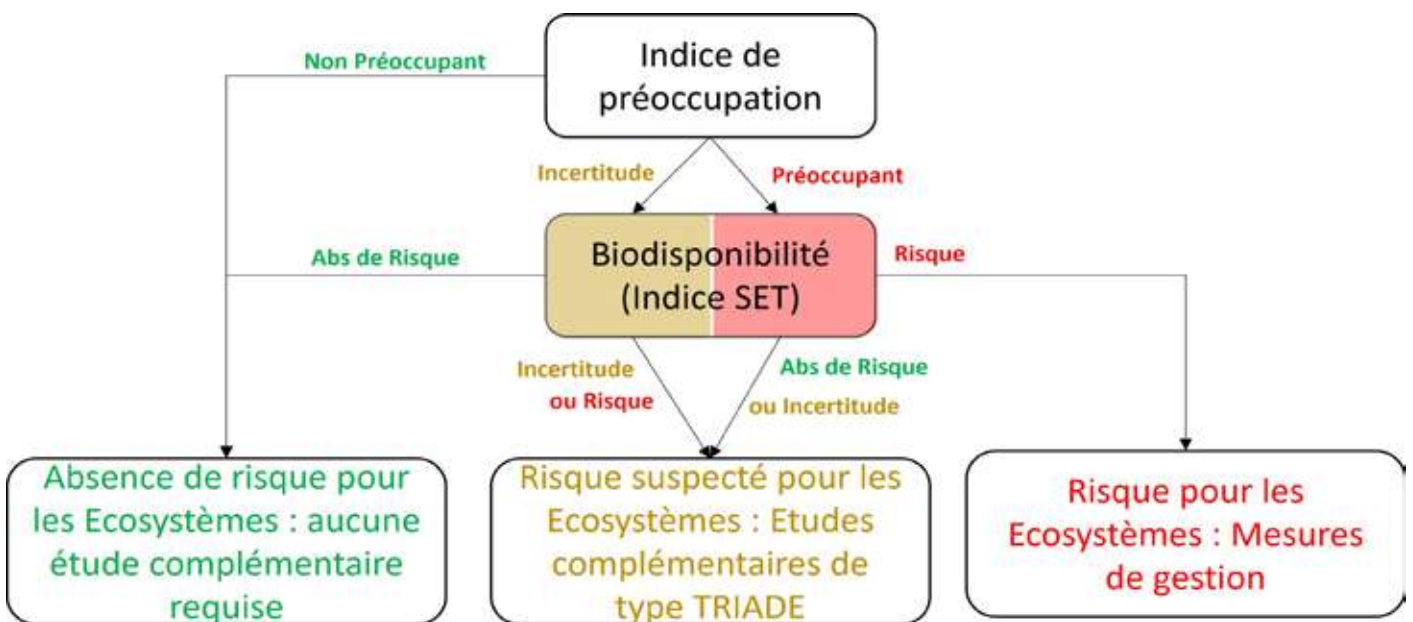 Indice de
préoccupation
Non Préoccupant
Incertitude
Préoccupant
Biodisponibilité
(Indice SET)
Abs de Risque
Risque
Incertitude
ou Risque
Abs de Risque
ou Incertitude
Absence de risque pour
les Ecosystèmes : aucune
étude complémentaire
requise
Risque suspecté pour les
Ecosystèmes : Etudes
complémentaires de
type TRIADE
Risque pour les
Ecosystèmes : Mesures
de gestion